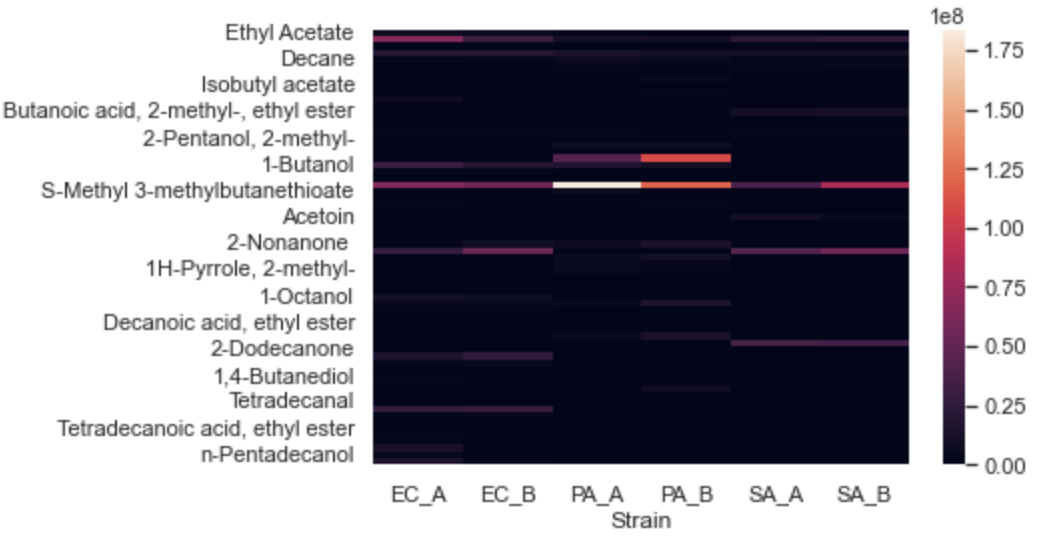 1e8
Ethyl Acetate
Decane
Isobutyl acetate
Butanoic acid, 2-methyl-, ethyl ester
2-Pentanol, 2-methyl-
1-Butanol
S-Methyl 3-methylbutanethioate
Acetoin
2-Nonanone
1H-Pyrrole, 2-methyl-
1-Octanol
Decanoic acid, ethyl ester
2-Dodecanone
1,4-Butanediol
Tetradecanal
Tetradecanoic acid, ethyl ester
n-Pentadecanol
1.75
1.50
1.25
1.00
0.75
0.50
0.25
0.00
EC_A EC_B PA_A PA_B SA_A SA_B
Strain